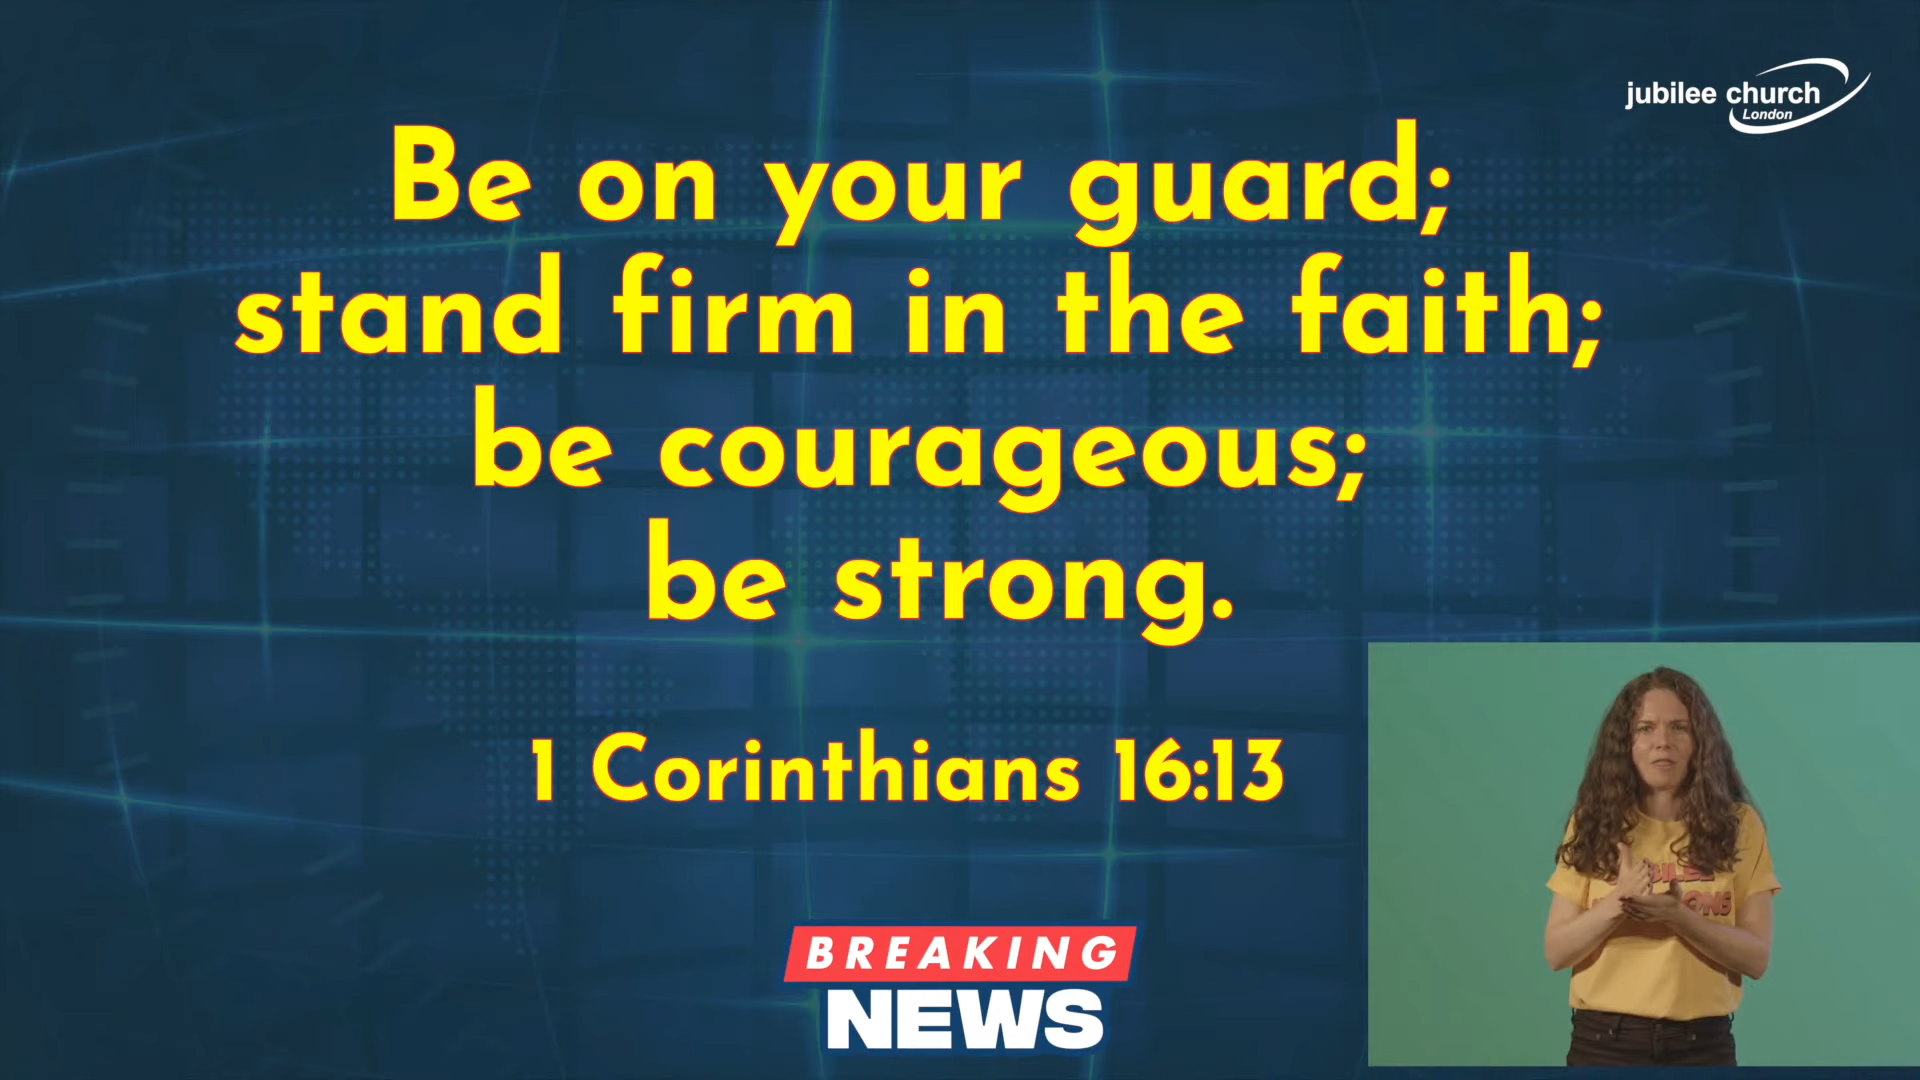 jubilee church
London
Be on your guard;
stand firm in the faith;
be courageous;
be strong.
1 Corinthians 16:13
BREAKING
NEWS